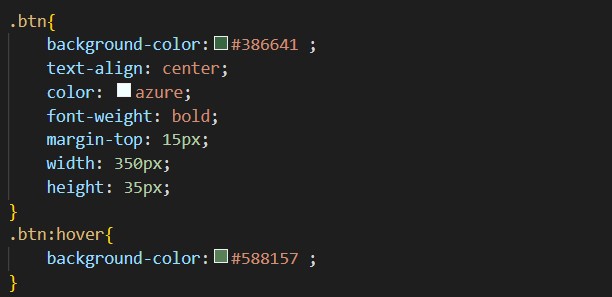 .btn{
    background-color: #386641 ;
    text-align: center;
    color: azure;
    font-weight: bold;
    margin-top: 15px;
    width: 350px;
    height: 35px;
}
.btn:hover{
    background-color: #588157 ;
}